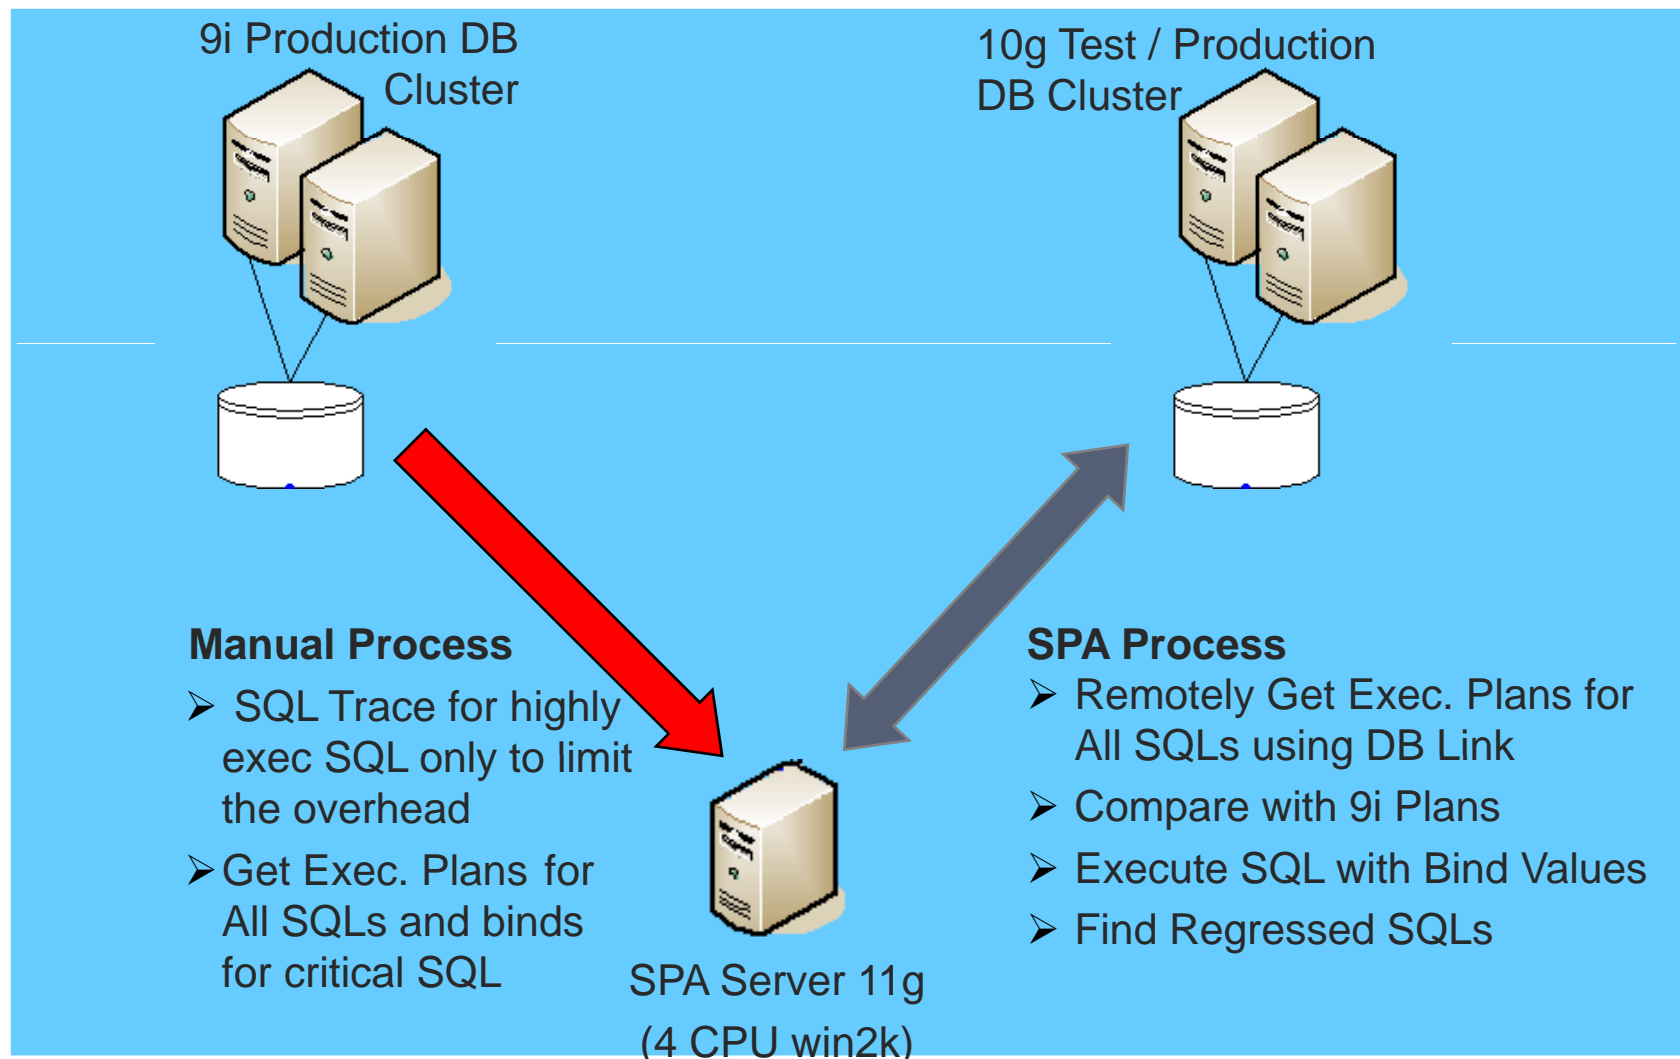 9i Production DB
Cluster
10g Test / Production
DB Cluster
Manual Process
➢ SQL Trace for highly
exec SQL only to limit
the overhead
➢ Get Exec. Plans for
All SQLs and binds
for critical SQL
SPA Server 11g
(4 CPU win2k)
SPA Process
➢ Remotely Get Exec. Plans for
All SQLs using DB Link
➢ Compare with 9i Plans
➢ Execute SQL with Bind Values
➢ Find Regressed SQLs